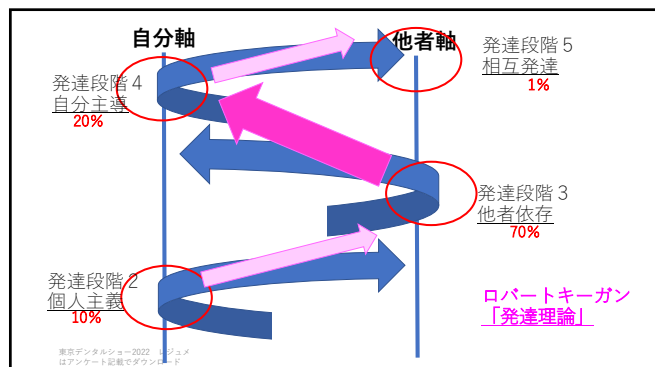 自分軸
他者軸
発達段階５
相互発達
1%
発達段階４
自分主導
20%
発達段階３
他者依存
70%
発達段階２
個人主義
10%
ロバートキーガン
「発達理論」
東京デンタルショー2022　レジュメ
はアンケート記載でダウンロード